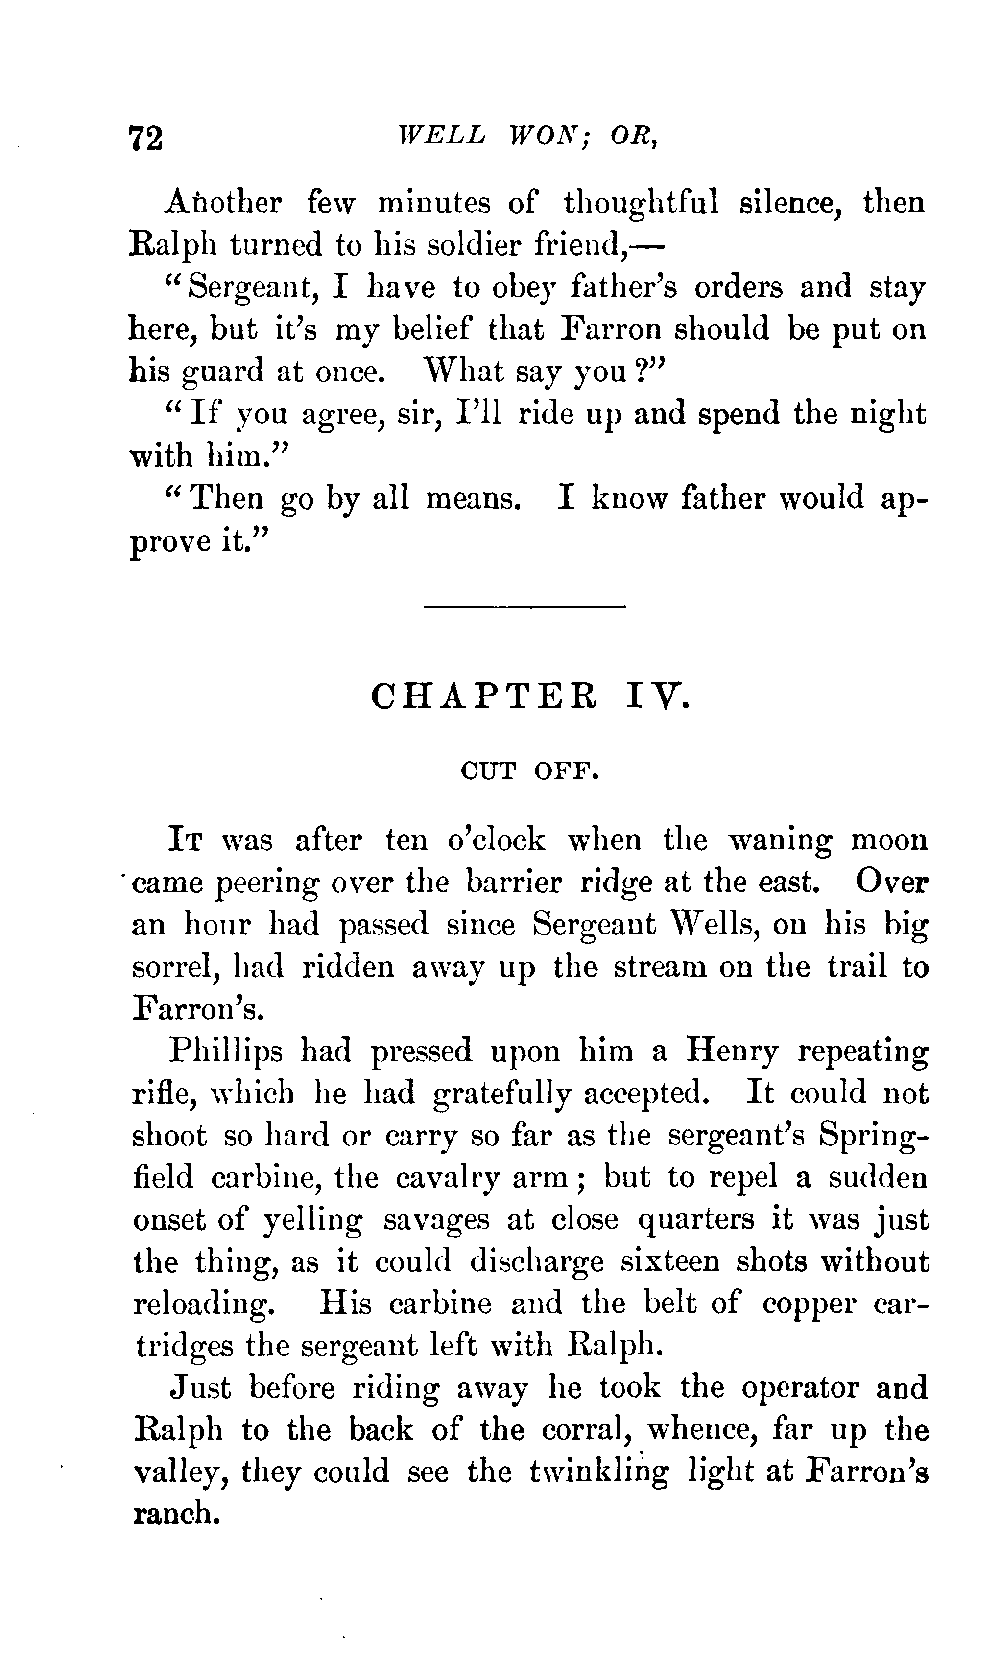 72 WELL WON; OR,
Another few minutes of thoughtful silence, then
Ralph turned to his soldier friend,—
“Sergeant, I have to obey father’s orders and stay
here, but it’s my belief that Farron should be put on
his guard at once. What say you?”
“If you agree, sir, I’ll ride up and spend the night
with him.”
“Then go by all means. I know father would ap-
prove it.”
CHAPTER IV.
CUT OFF.
IT was after ten o’clock when the waning moon
came peering over the barrier ridge at the east. Over
an hour had passed since Sergeant Wells, on his big
sorrel, had ridden away up the stream on the trail to
Farron’s.
Phillips had pressed upon him a Henry repeating
rifle, which he had gratefully accepted. It could not
shoot so hard or carry so far as the sergeant’s Spring-
field carbine, the cavalry arm; but to repel a sudden
onset of yelling savages at close quarters it was just
the thing, as it could discharge sixteen shots without
reloading. His carbine and the belt of copper car-
tridges the sergeant left with Ralph.
Just before riding away he took the operator and
Ralph to the back of the corral, whence, far up the
valley, they could see the twinkling light at Farron’s
ranch.